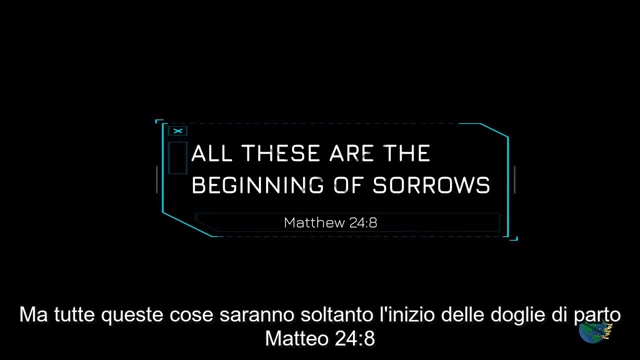 ALL THESE ARE THE
BEGINNING OF SORROWS
Matthew 24:8
Ma tutte queste cose saranno soltanto l'inizio delle doglie di parto
Matteo 24:8